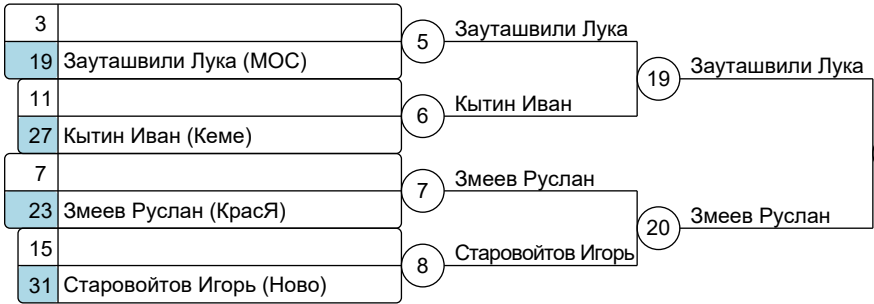 3
5
Зауташвили Лука
19 Зауташвили Лука (МОС)
19
Зауташвили Лука
11
6
Кытин Иван
27 Кытин Иван (Кеме)
7
7
Змеев Руслан
23 Змеев Руслан (КрасЯ)
20
Змеев Руслан
15
8
Старовойтов Игорь
31 Старовойтов Игорь (Ново)